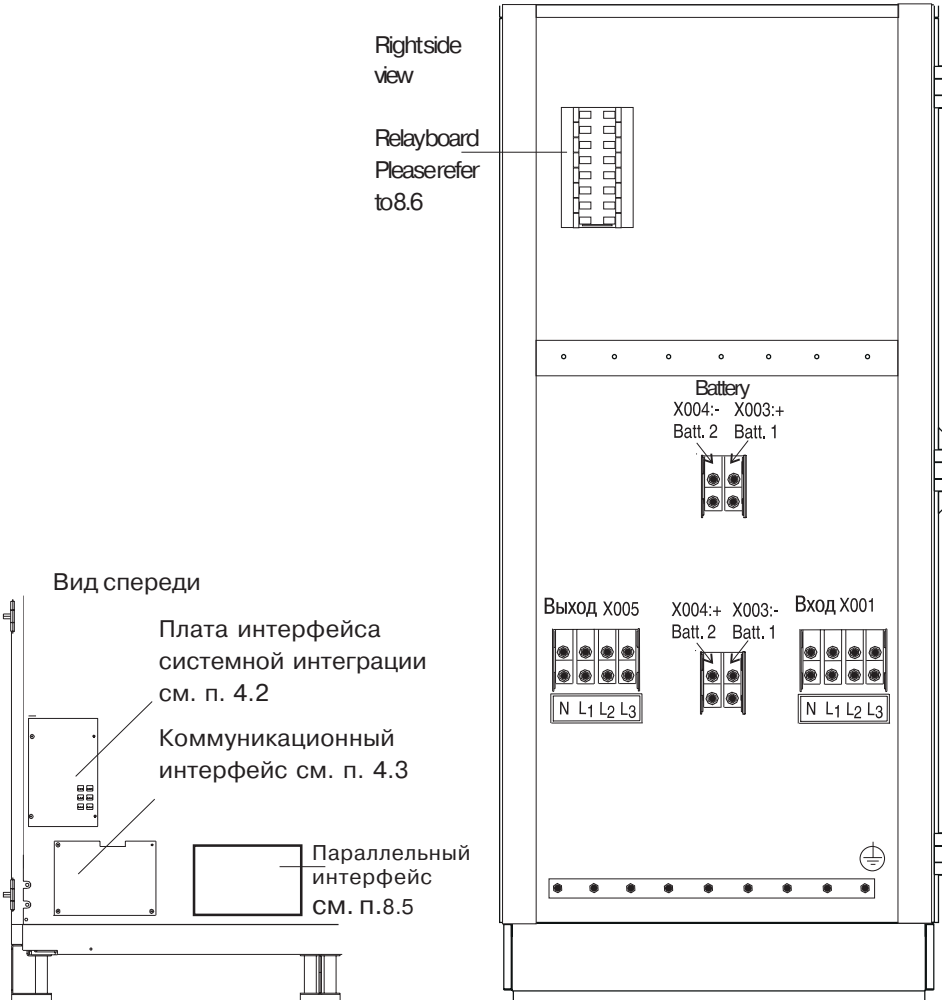 Rightside
view
Relayboard
Pleaserefer
to8.6
Battery
X004:- X003:+
Batt. 2 Batt. 1
Вид спереди
Плата интерфейса
системной интеграции
см. п. 4.2
Коммуникационный
интерфейс см. п. 4.3
Параллельный
интерфейс
см. п.8.5
Выход X005
X004:+ X003:-
Batt. 2 Batt. 1
Вход X001
N L1 L2 L3
N L1 L2 L3